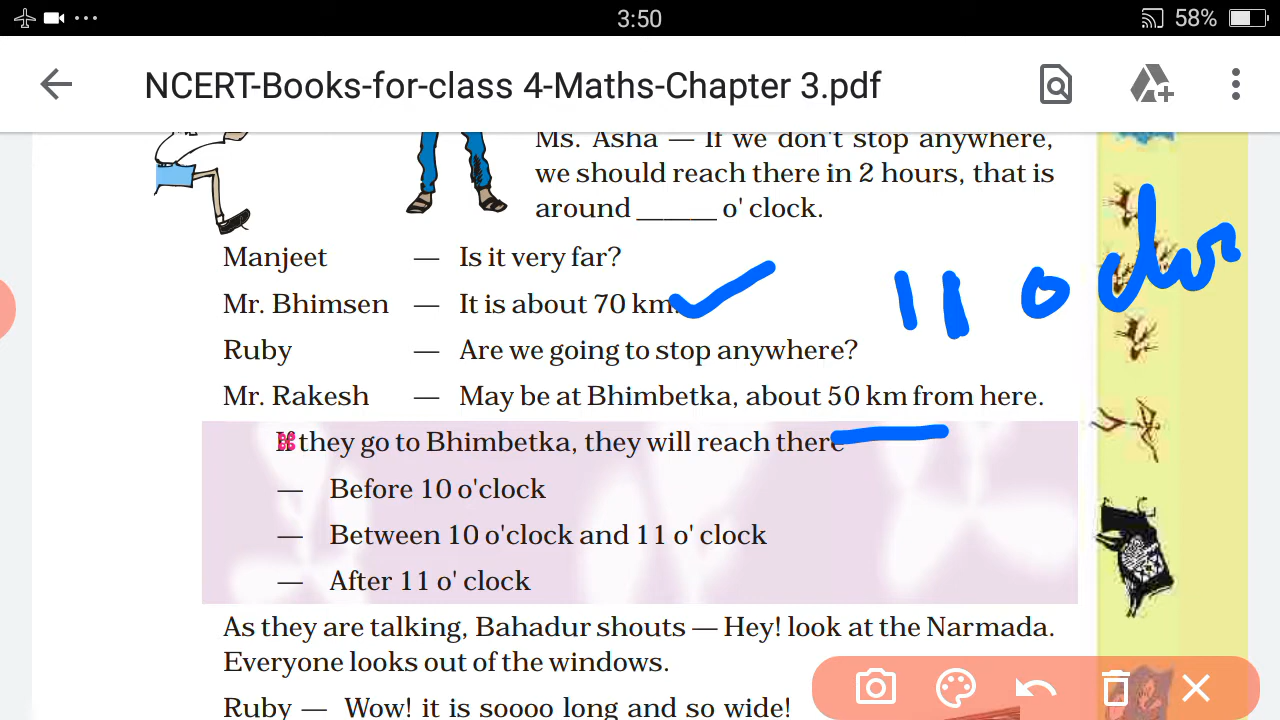 3:50
58%
NCERT-Books-for-class 4-Maths-Chapter 3.pdf
Ms. Asha — If we don't stop anywhere,
we should reach there in 2 hours, that is
around ______ o' clock.
Manjeet — Is it very far?
Mr. Bhimsen — It is about 70 km.
11 o
Ruby — Are we going to stop anywhere?
Mr. Rakesh — May be at Bhimbetka, about 50 km from here.
If they go to Bhimbetka, they will reach there
— Before 10 o'clock
— Between 10 o'clock and 11 o' clock
— After 11 o' clock
As they are talking, Bahadur shouts — Hey! look at the Narmada.
Everyone looks out of the windows.
Ruby — Wow! it is soooo long and so wide!